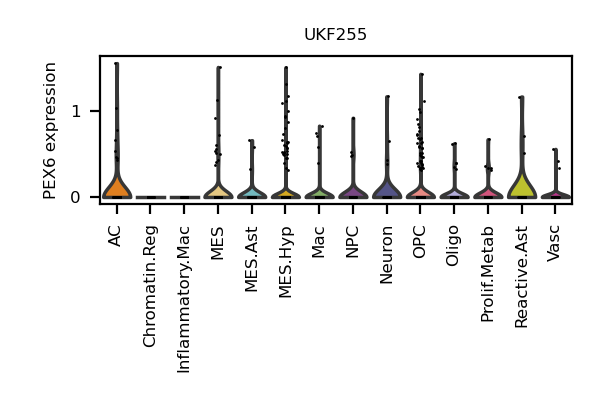 UKF255
PEX6 expression
1
0
AC
Chromatin.Reg
Inflammatory.Mac
MES
MES.Ast
MES.Hyp
Mac
NPC
Neuron
OPC
Oligo
Prolif.Metab
Reactive.Ast
Vasc